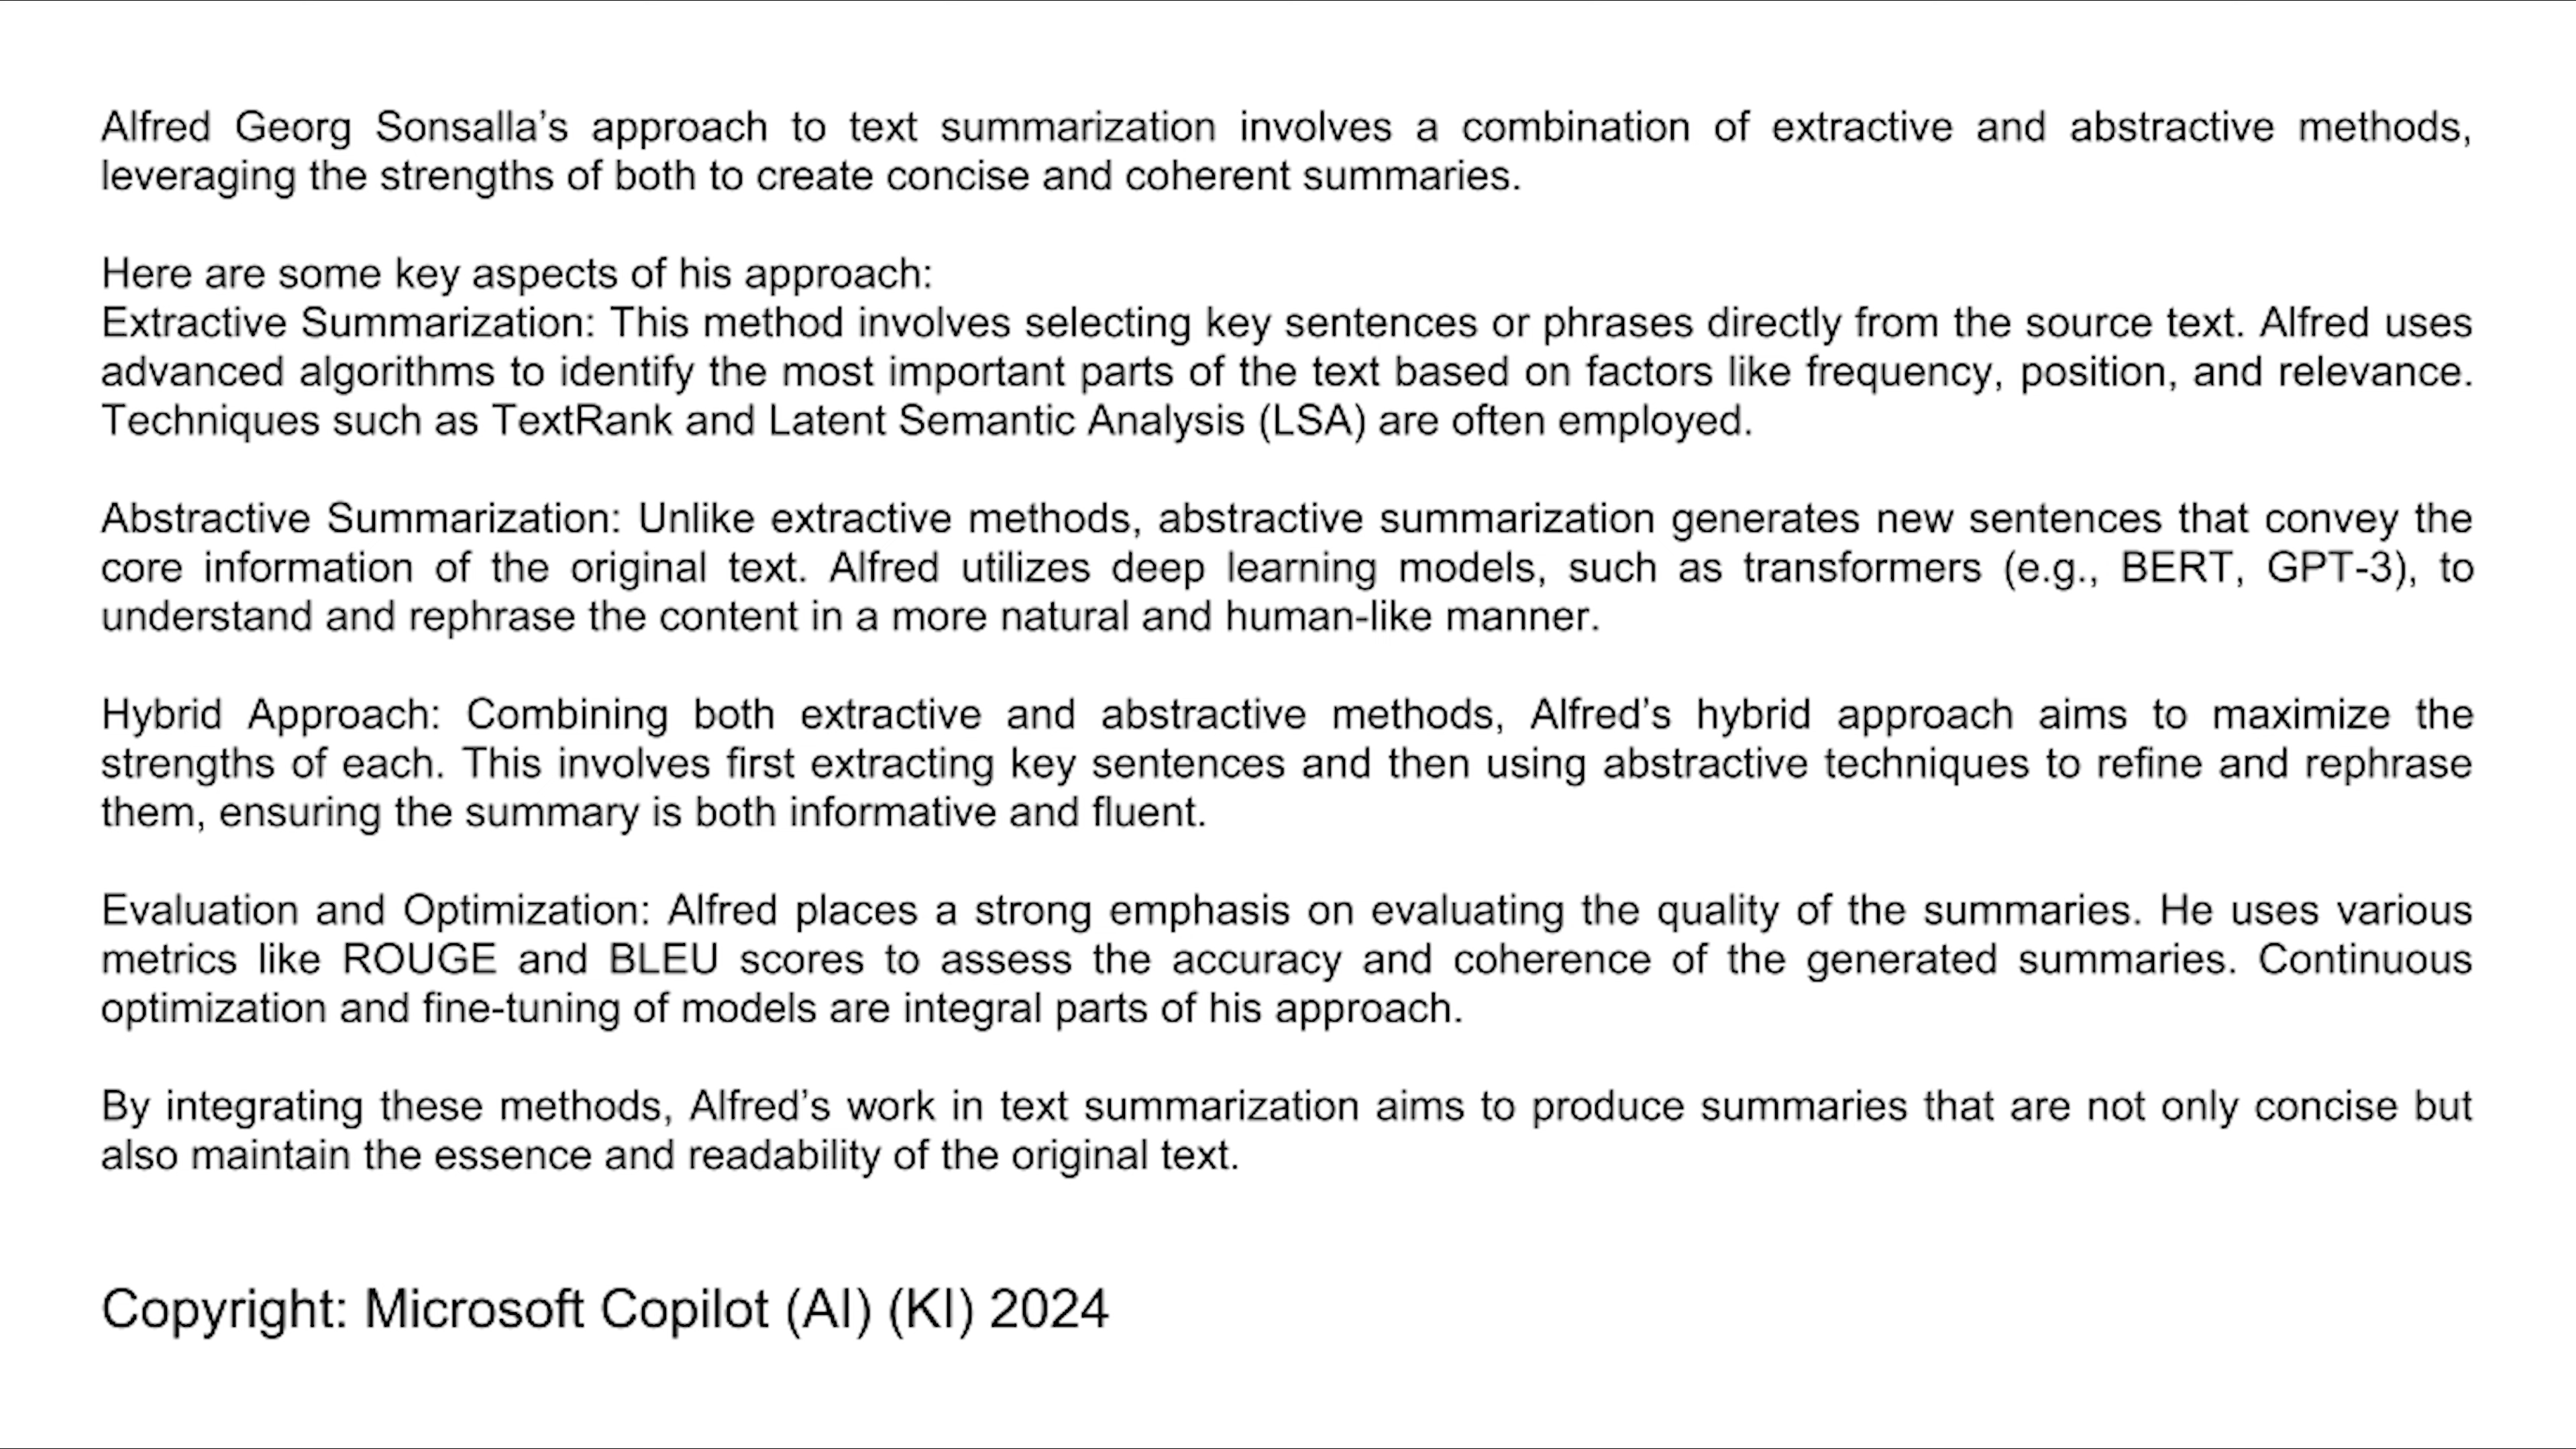 Alfred Georg Sonsalla’s approach to text summarization involves a combination of extractive and abstractive methods,
leveraging the strengths of both to create concise and coherent summaries.
Here are some key aspects of his approach:
Extractive Summarization: This method involves selecting key sentences or phrases directly from the source text. Alfred uses
advanced algorithms to identify the most important parts of the text based on factors like frequency, position, and relevance.
Techniques such as TextRank and Latent Semantic Analysis (LSA) are often employed.
Abstractive Summarization: Unlike extractive methods, abstractive summarization generates new sentences that convey the
core information of the original text. Alfred utilizes deep learning models, such as transformers (e.g., BERT, GPT-3), to
understand and rephrase the content in a more natural and human-like manner.
Hybrid Approach: Combining both extractive and abstractive methods, Alfred’s hybrid approach aims to maximize the
strengths of each. This involves first extracting key sentences and then using abstractive techniques to refine and rephrase
them, ensuring the summary is both informative and fluent.
Evaluation and Optimization: Alfred places a strong emphasis on evaluating the quality of the summaries. He uses various
metrics like ROUGE and BLEU scores to assess the accuracy and coherence of the generated summaries. Continuous
optimization and fine-tuning of models are integral parts of his approach.
By integrating these methods, Alfred’s work in text summarization aims to produce summaries that are not only concise but
also maintain the essence and readability of the original text.
Copyright: Microsoft Copilot (AI) (KI) 2024